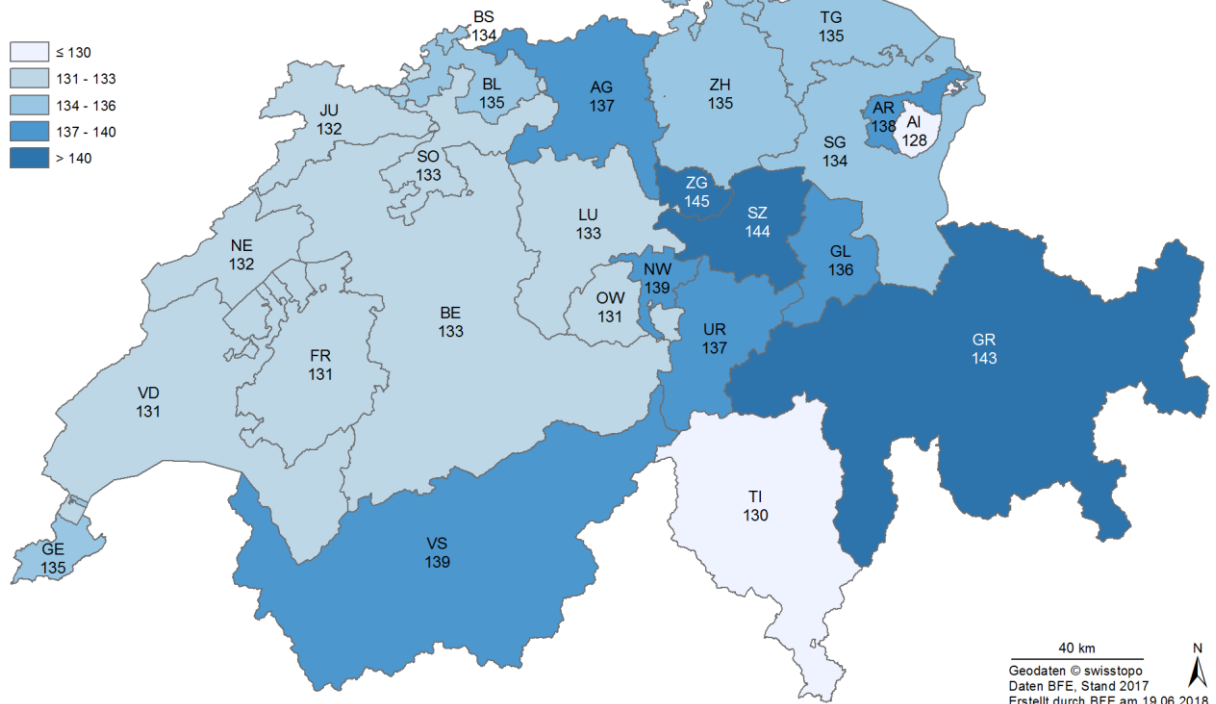 ≤ 130
131 - 133
134 - 136
137 - 140
> 140
BS
134
TG
135
BL
135
AG
137
ZH
135
JU
132
AR
138
AI
128
SO
133
SG
134
ZG
145
SZ
144
LU
133
NE
132
GL
136
NW
139
OW
131
BE
133
UR
137
GR
143
FR
131
VD
131
TI
130
VS
139
GE
135
40 km
N
Geodaten © swisstopo
Daten BFE, Stand 2017
Erstellt durch BFE am 19.06.2018